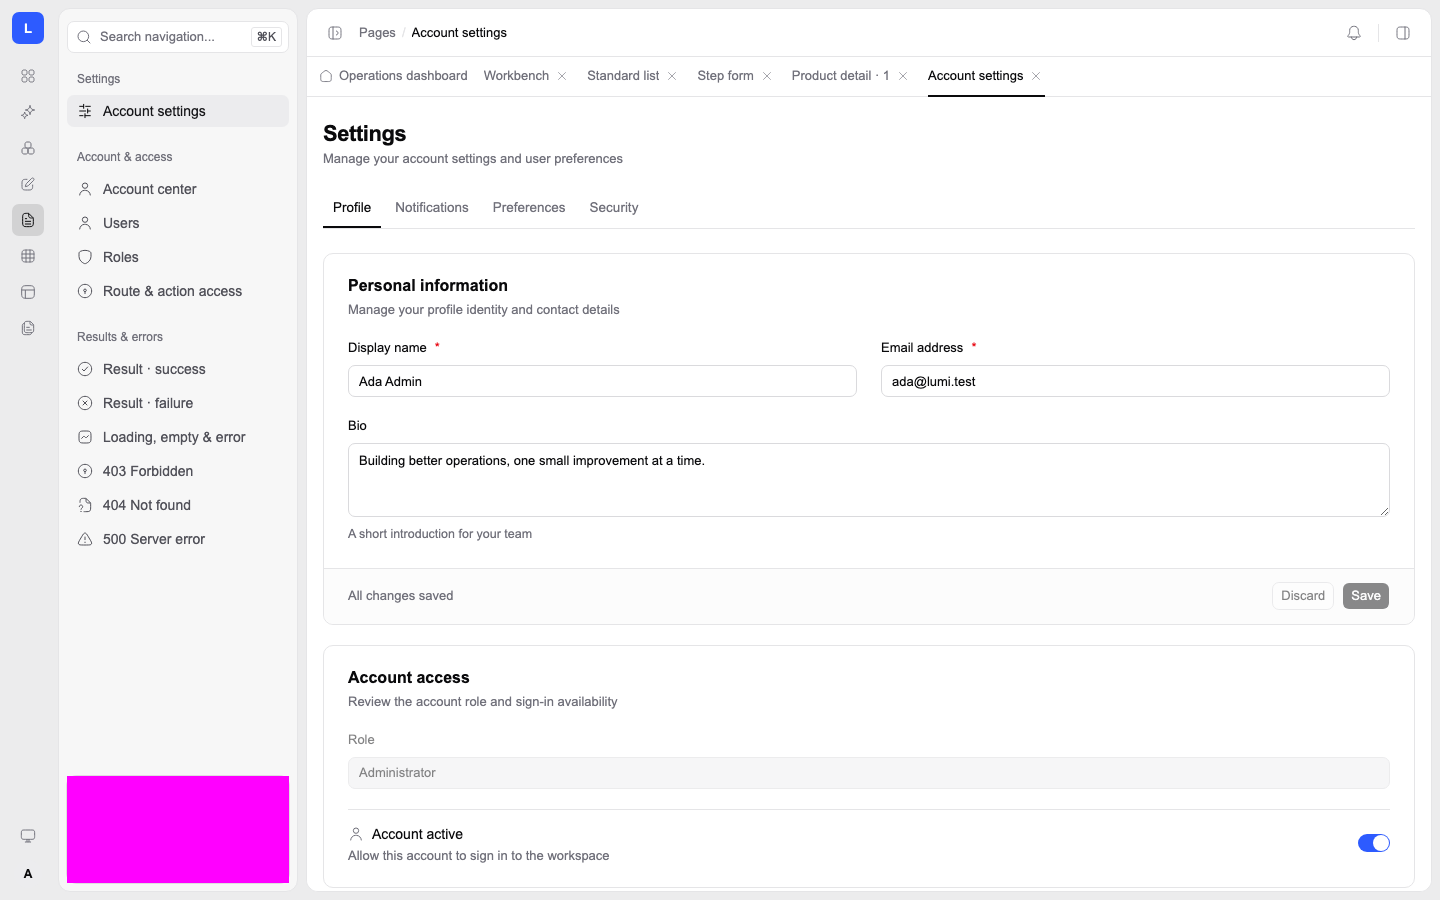 L
Search navigation...
⌘K
Settings
Account settings
Account & access
Account center
Users
Roles
Route & action access
Results & errors
Result · success
Result · failure
Loading, empty & error
403 Forbidden
404 Not found
500 Server error
A
Pages / Account settings
Operations dashboard
Workbench
Standard list
Step form
Product detail · 1
Account settings
Settings
Manage your account settings and user preferences
Profile
Notifications
Preferences
Security
Personal information
Manage your profile identity and contact details
Display name *
Email address *
Ada Admin
ada@lumi.test
Bio
Building better operations, one small improvement at a time.
A short introduction for your team
All changes saved
Discard
Save
Account access
Review the account role and sign-in availability
Role
Administrator
Account active
Allow this account to sign in to the workspace